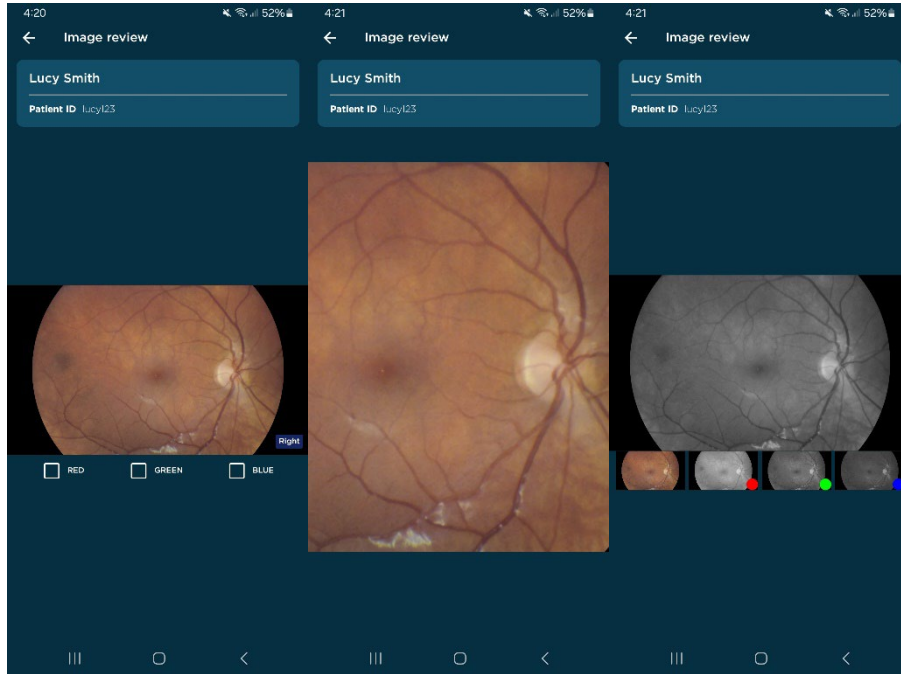 4:20 52%
Image review
Lucy Smith
Patient ID lucy123
Right
RED GREEN BLUE
4:21 52%
Image review
Lucy Smith
Patient ID lucy123
4:21 52%
Image review
Lucy Smith
Patient ID lucy123